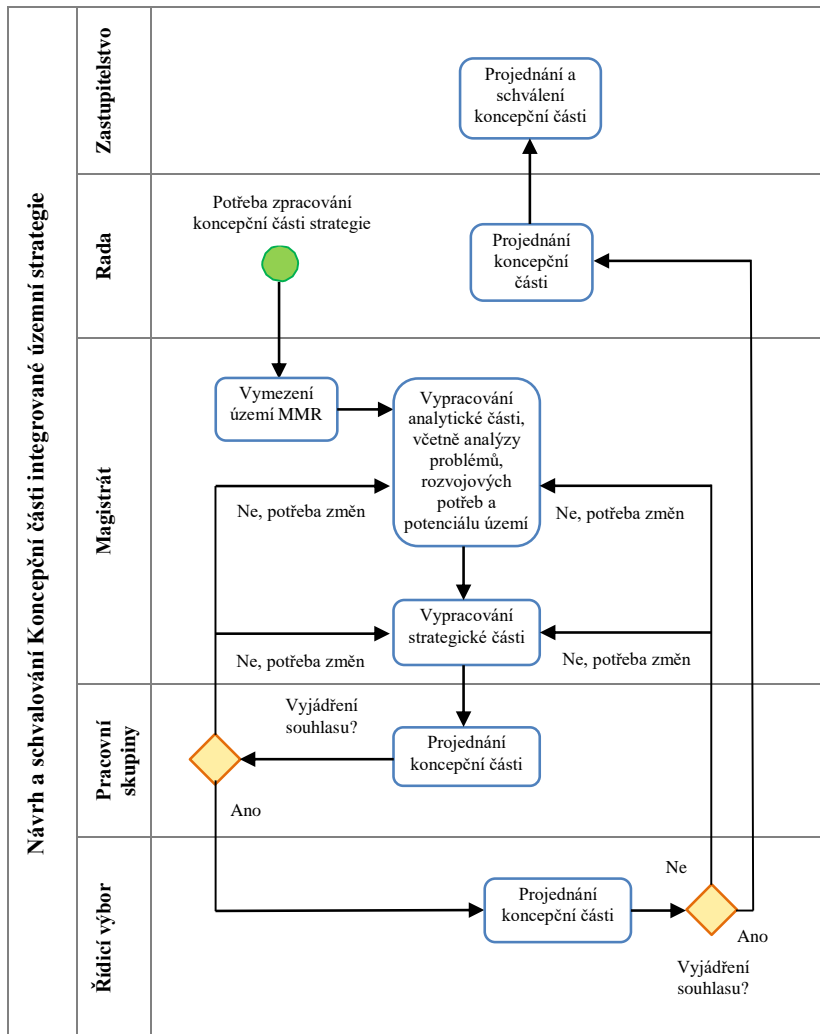 Návrh a schvalování Koncepční části integrované územní strategie
Zastupitelstvo
Projednání a
schválení
koncepční části
Rada
Potřeba zpracování
koncepční části strategie
Projednání
koncepční
části
Magistrát
Vymezení
území MMR
Vypracování
analytické části,
včetně analýzy
problémů,
rozvojových
potřeb a
potenciálu území
Ne, potřeba změn
Ne, potřeba změn
Vypracování
strategické části
Ne, potřeba změn
Ne, potřeba změn
Pracovní
skupiny
Vyjádření
souhlasu?
Projednání
koncepční části
Ano
Řídicí výbor
Projednání
koncepční části
Ne
Ano
Vyjádření
souhlasu?